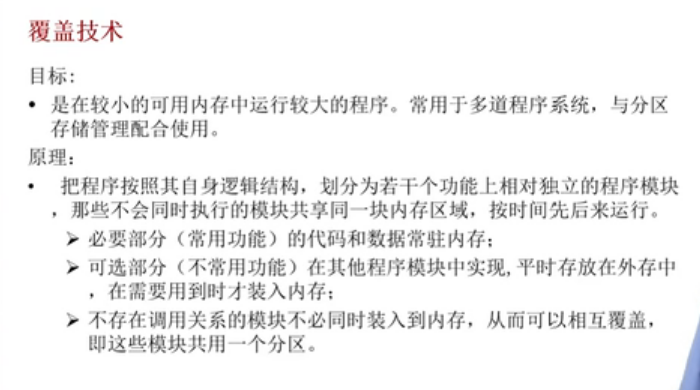 覆盖技术
目标:
• 是在较小的可用内存中运行较大的程序。常用于多道程序系统，与分区
存储管理配合使用。
原理：
• 把程序按照其自身逻辑结构，划分为若干个功能上相对独立的程序模块
，那些不会同时执行的模块共享同一块内存区域，按时间先后来运行。
➢ 必要部分（常用功能）的代码和数据常驻内存；
➢ 可选部分（不常用功能）在其他程序模块中实现,平时存放在外存中
，在需要用到时才装入内存；
➢ 不存在调用关系的模块不必同时装入到内存，从而可以相互覆盖，
即这些模块共用一个分区。